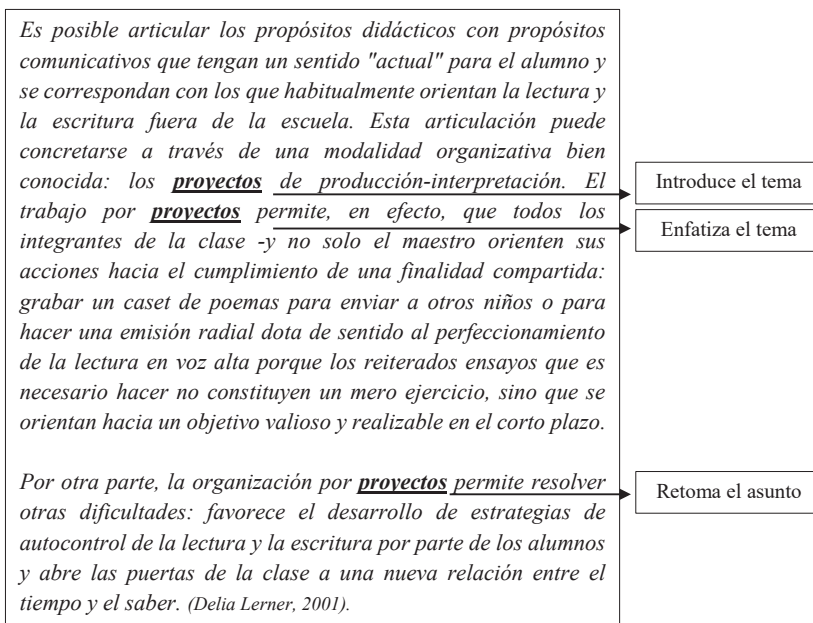 Es posible articular los propósitos didácticos con propósitos
comunicativos que tengan un sentido "actual" para el alumno y
se correspondan con los que habitualmente orientan la lectura y
la escritura fuera de la escuela. Esta articulación puede
concretarse a través de una modalidad organizativa bien
conocida: los proyectos de producción-interpretación. El
trabajo por proyectos permite, en efecto, que todos los
integrantes de la clase -y no solo el maestro orienten sus
acciones hacia el cumplimiento de una finalidad compartida:
grabar un caset de poemas para enviar a otros niños o para
hacer una emisión radial dota de sentido al perfeccionamiento
de la lectura en voz alta porque los reiterados ensayos que es
necesario hacer no constituyen un mero ejercicio, sino que se
orientan hacia un objetivo valioso y realizable en el corto plazo.
Por otra parte, la organización por proyectos permite resolver
otras dificultades: favorece el desarrollo de estrategias de
autocontrol de la lectura y la escritura por parte de los alumnos
y abre las puertas de la clase a una nueva relación entre el
tiempo y el saber. (Delia Lerner, 2001).
Introduce el tema
Enfatiza el tema
Retoma el asunto